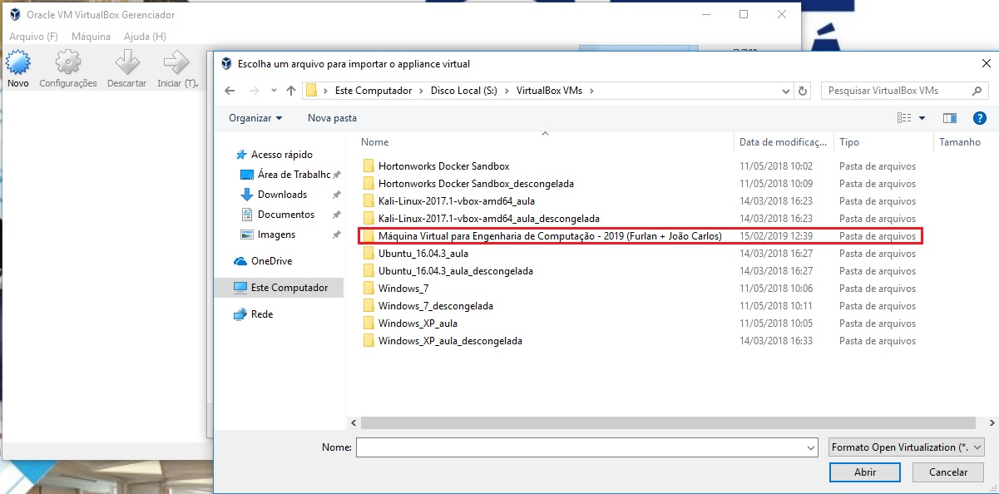 Oracle VM VirtualBox Gerenciador
Arquivo (F) Máquina Ajuda (H)
Novo Configurações Descartar Iniciar (T)
Escolha um arquivo para importar o appliance virtual
Este Computador > Disco Local (S:) > VirtualBox VMs >
Pesquisar VirtualBox VMs
Organizar Nova pasta
?
Acesso rápido
Área de Trabalhc
Downloads
Documentos
Imagens
OneDrive
Este Computador
Rede
Nome Data de modificaç... Tipo Tamanho
Hortonworks Docker Sandbox 11/05/2018 10:02 Pasta de arquivos
Hortonworks Docker Sandbox_descongelada 11/05/2018 10:09 Pasta de arquivos
Kali-Linux-2017.1-vbox-amd64_aula 14/03/2018 16:23 Pasta de arquivos
Kali-Linux-2017.1-vbox-amd64_aula_descongelada 14/03/2018 16:23 Pasta de arquivos
Máquina Virtual para Engenharia de Computação - 2019 (Furlan + João Carlos) 15/02/2019 12:39 Pasta de arquivos
Ubuntu_16.04.3_aula 14/03/2018 16:27 Pasta de arquivos
Ubuntu_16.04.3_aula_descongelada 14/03/2018 16:27 Pasta de arquivos
Windows_7 11/05/2018 10:06 Pasta de arquivos
Windows_7_descongelada 11/05/2018 10:11 Pasta de arquivos
Windows_XP_aula 11/05/2018 10:05 Pasta de arquivos
Windows_XP_aula_descongelada 14/03/2018 16:33 Pasta de arquivos
Nome:
Formato Open Virtualization (*.
Abrir Cancelar